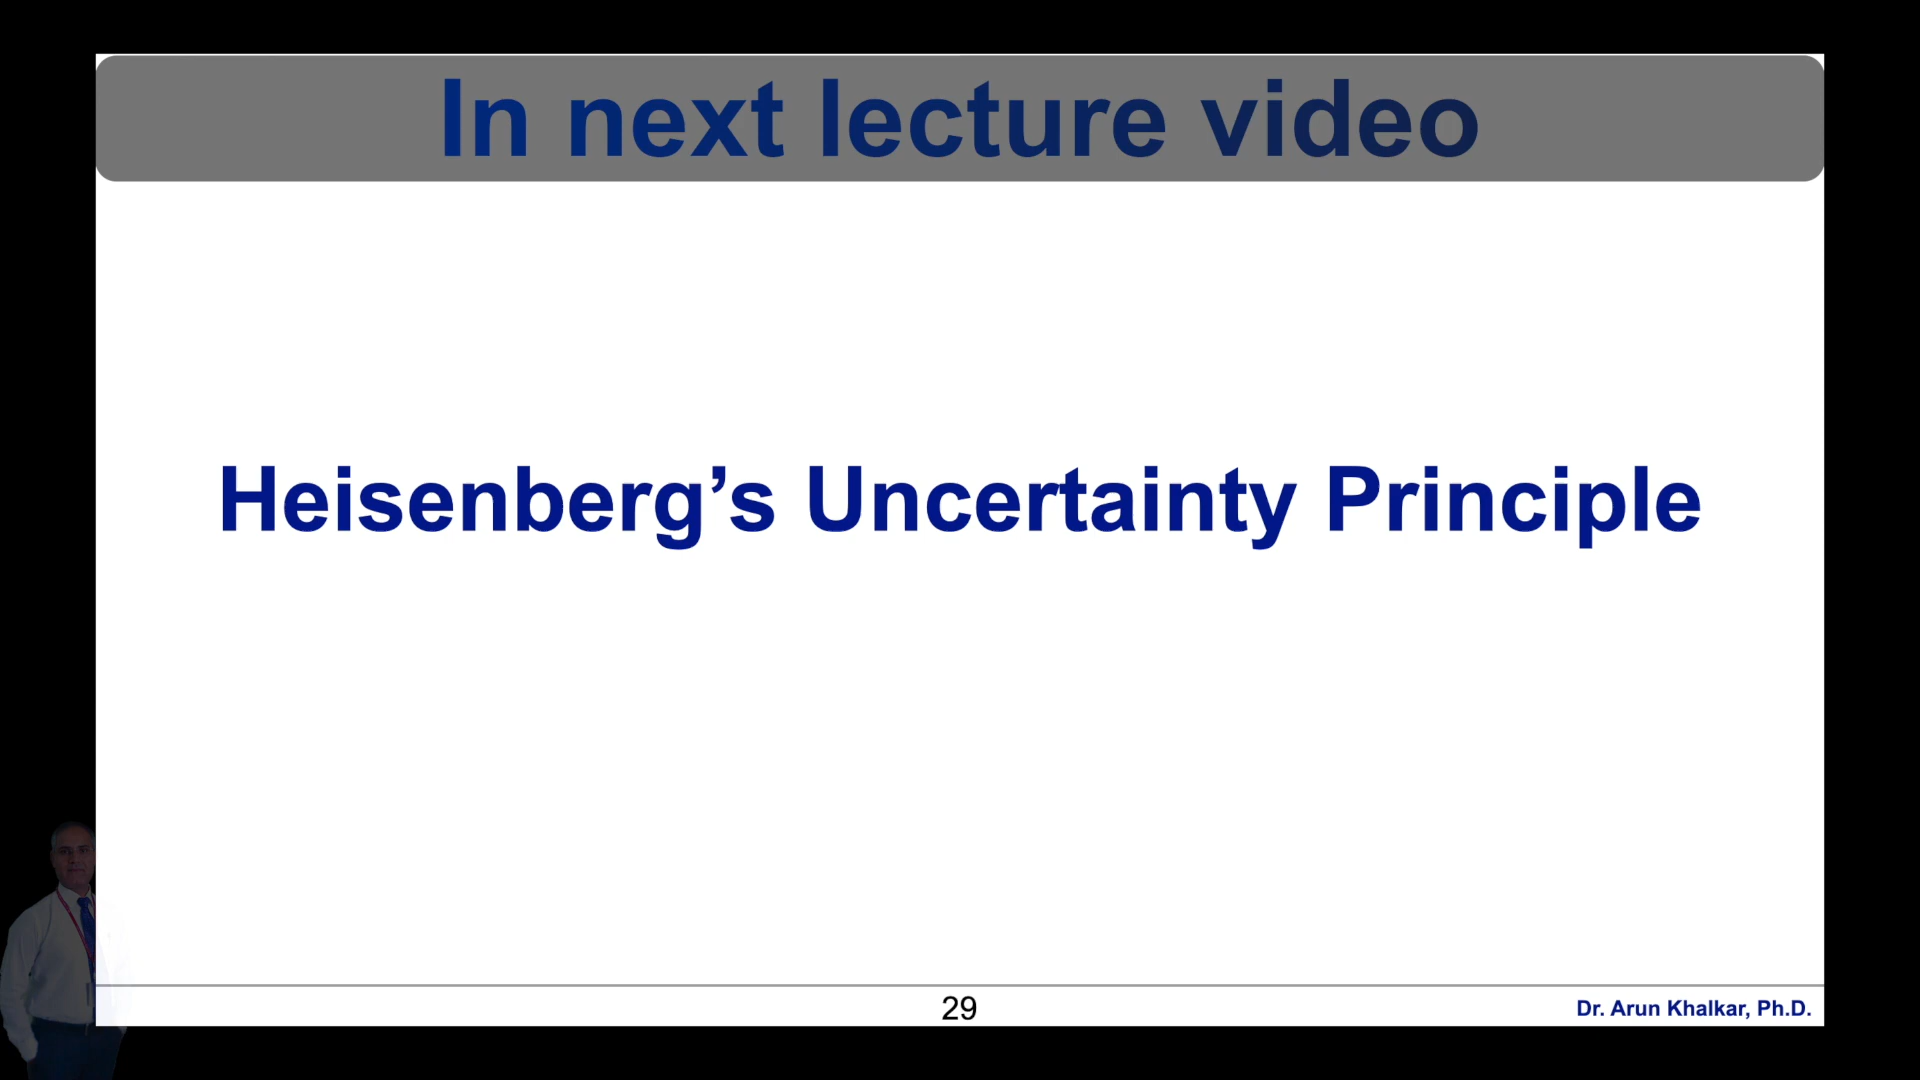 In next lecture video
Heisenberg’s Uncertainty Principle
29
Dr. Arun Khalkar, Ph.D.